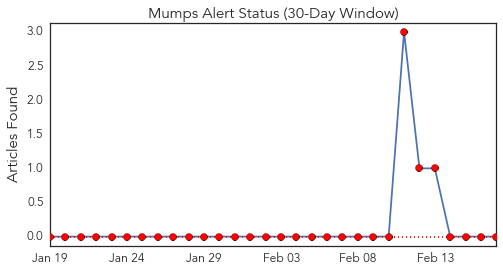 Mumps Alert Status (30-Day Window)
Articles Found
3.0
2.5
2.0
1.5
1.0
0.5
0.0
Jan 19 Jan 24 Jan 29 Feb 03 Feb 08 Feb 13